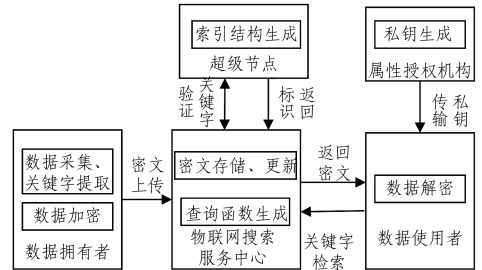 索引结构生成
超级节点
私钥生成
属性授权机构
验证
关键字
标识
返回
传输
私钥
数据采集、
关键字提取
数据加密
数据拥有者
密文
上传
密文存储、更新
查询函数生成
物联网搜索
服务中心
返回
密文
关键字
检索
数据解密
数据使用者